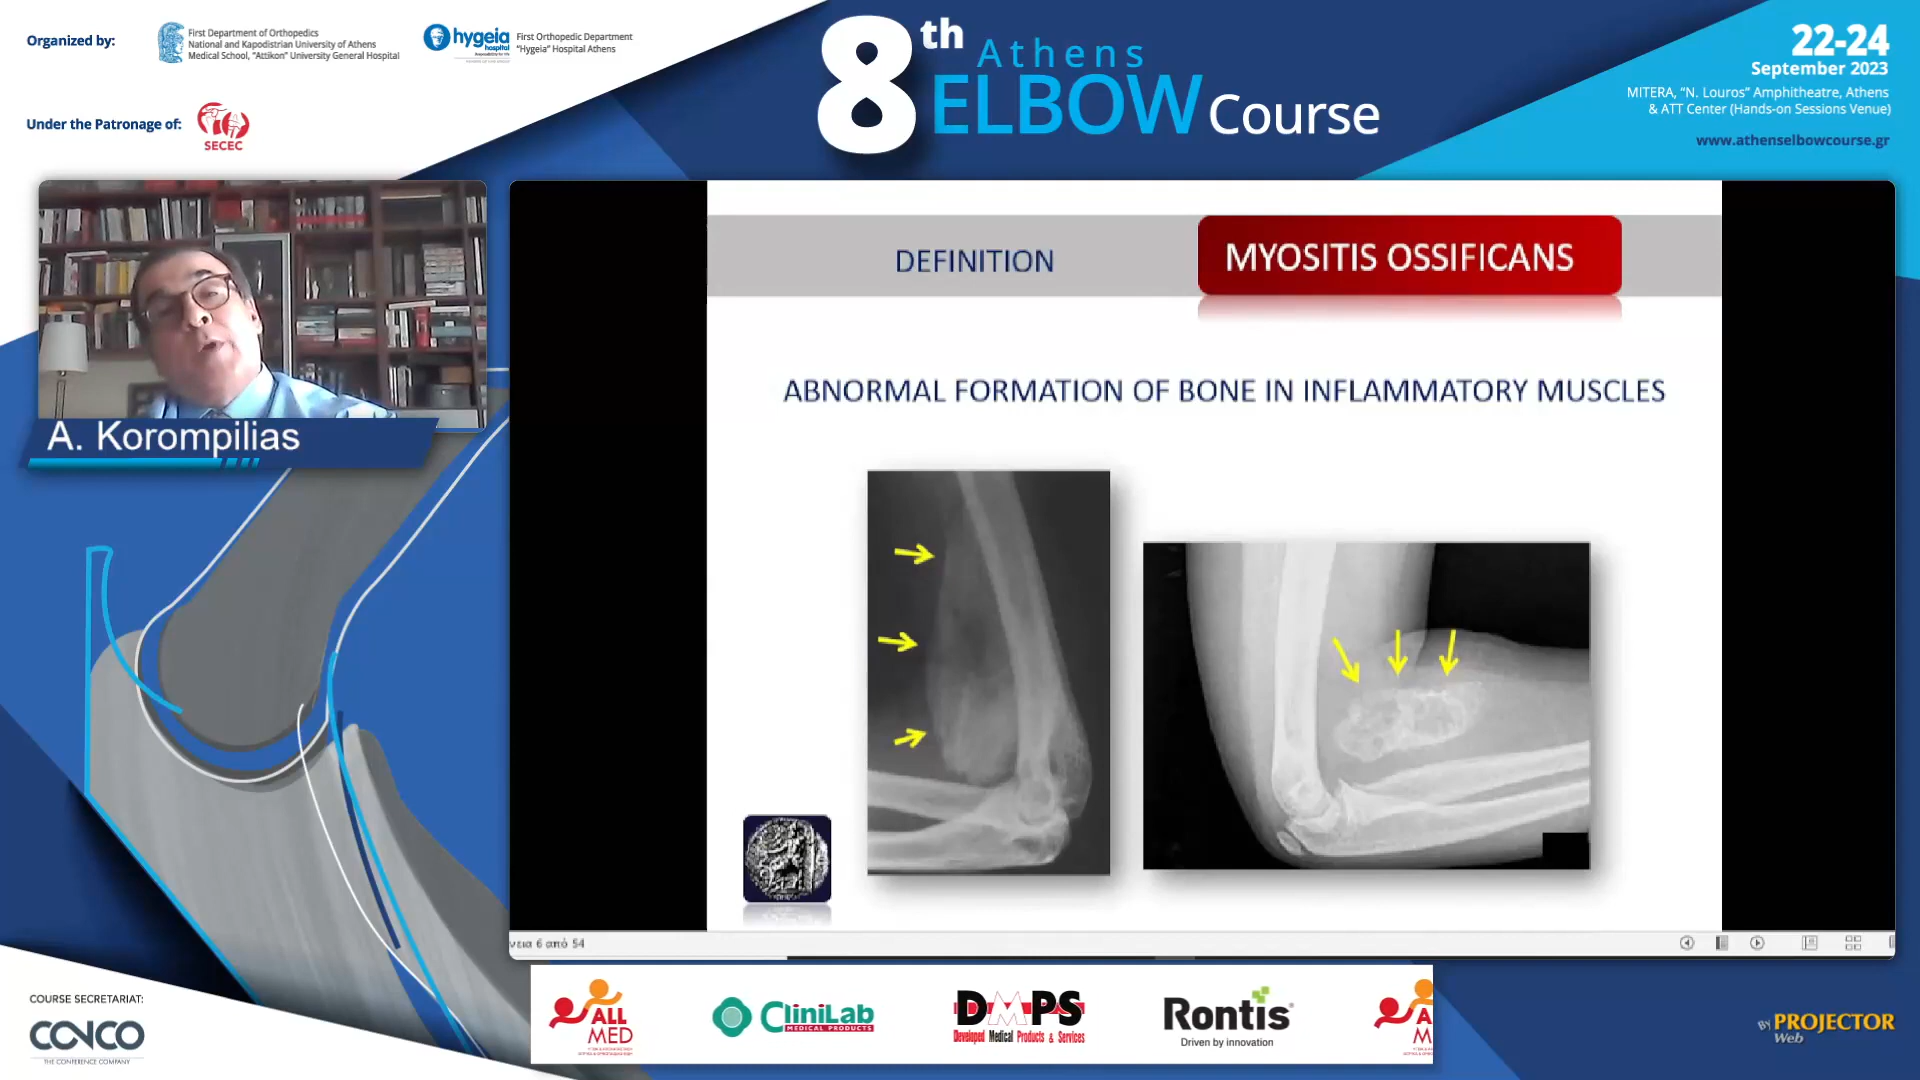 Organized by:
First Department of Orthopedics
National and Kapodistrian University of Athens
Medical School, "Attikon" University General Hospital
hygeia
hospital
First Orthopedic Department
"Hygeia" Hospital Athens
Under the Patronage of:
SECEC
8th Athens
ELBOW Course
22-24
September 2023
MITERA, "N. Louros" Amphitheatre, Athens
& ATT Center (Hands-on Sessions Venue)
www.athenselbowcourse.gr
A. Korompilias
DEFINITION
MYOSITIS OSSIFICANS
ABNORMAL FORMATION OF BONE IN INFLAMMATORY MUSCLES
νεια 6 από 54
COURSE SECRETARIAT:
CONCO
THE CONFERENCE COMPANY
ALL
MED
CliniLab
MEDICAL PRODUCTS
DMPS
Developed Medical Products & Services
Rontis
Driven by innovation
A
M
By PROJECTOR
Web